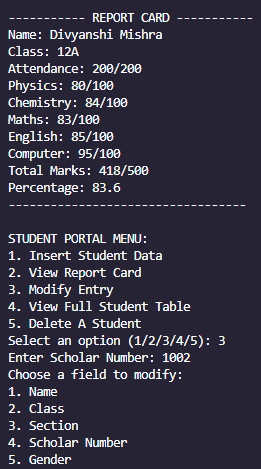 ----------- REPORT CARD -----------
Name: Divyanshi Mishra
Class: 12A
Attendance: 200/200
Physics: 80/100
Chemistry: 84/100
Maths: 83/100
English: 85/100
Computer: 95/100
Total Marks: 418/500
Percentage: 83.6
----------------------------------
STUDENT PORTAL MENU:
1. Insert Student Data
2. View Report Card
3. Modify Entry
4. View Full Student Table
5. Delete A Student
Select an option (1/2/3/4/5): 3
Enter Scholar Number: 1002
Choose a field to modify:
1. Name
2. Class
3. Section
4. Scholar Number
5. Gender